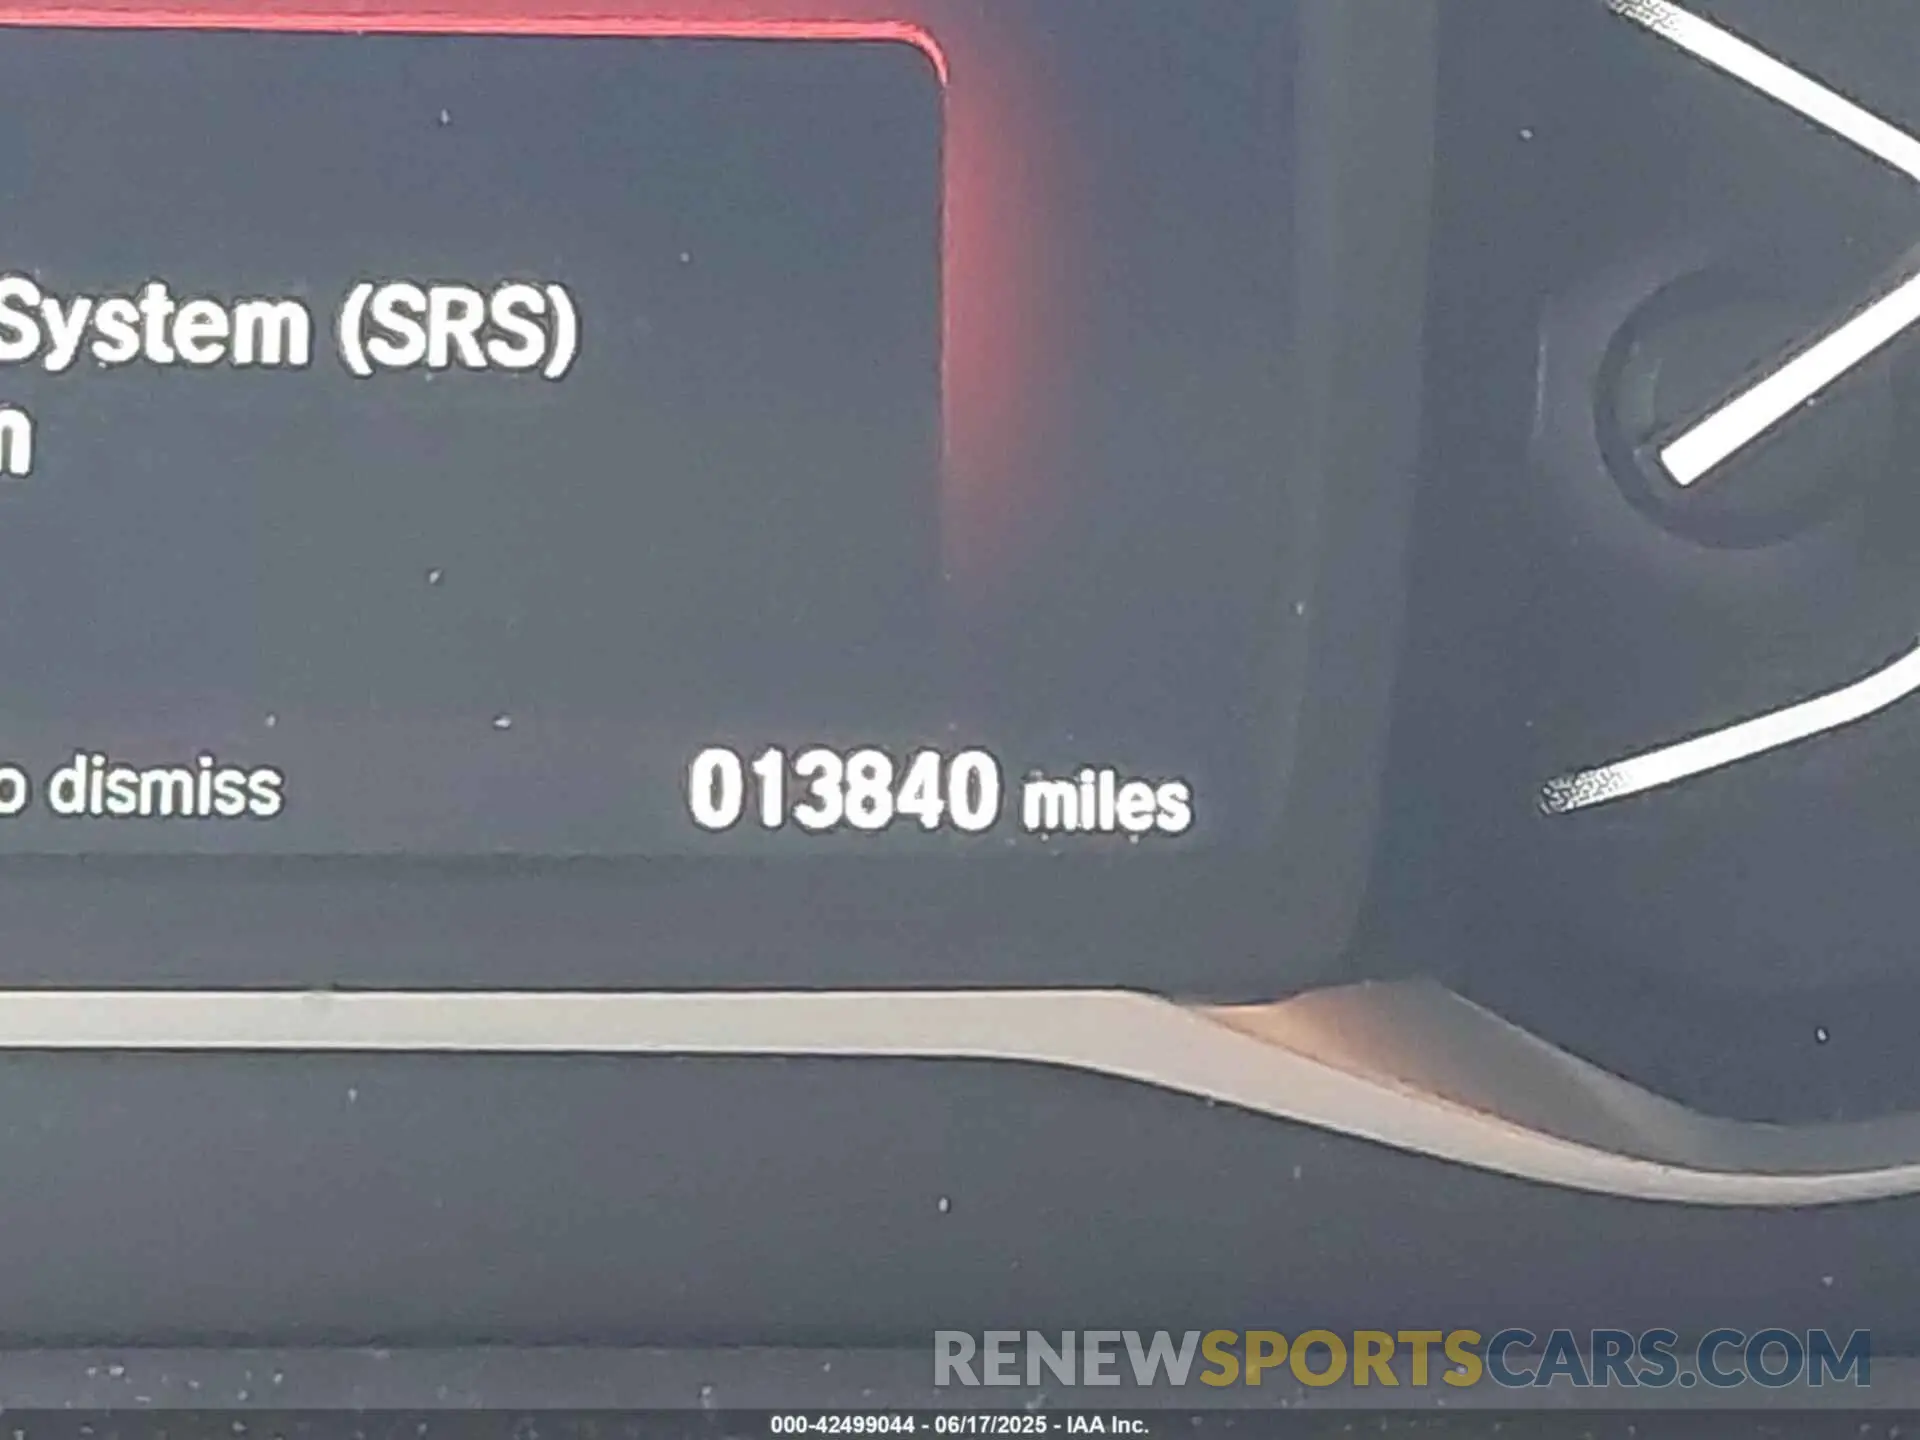 System (SRS)
n
o dismiss
013840 miles
RENEWSPORTSCARS.COM
000-42499044 - 06/17/2025 - IAA Inc.